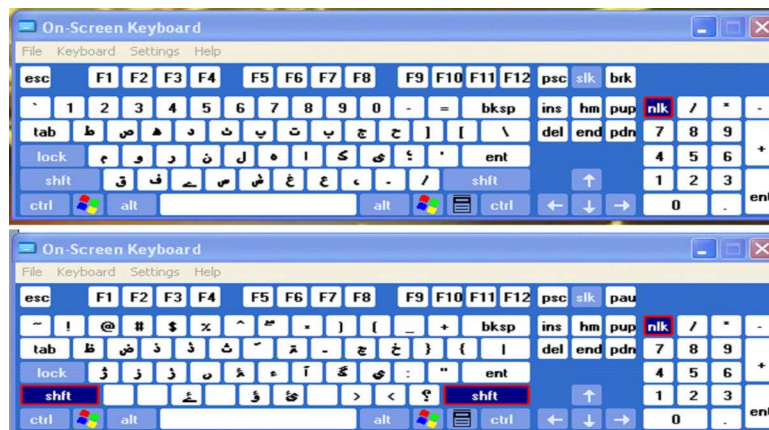 On-Screen Keyboard
File Keyboard Settings Help
esc F1 F2 F3 F4 F5 F6 F7 F8 F9 F10 F11 F12 psc slk brk
` 1 2 3 4 5 6 7 8 9 0 - = bksp ins hm pup nlk / * -
tab ط ص ھ د ٹ پ ت ب ج ح ] [ \ del end pdn 7 8 9 +
lock م و ر ن ل ہ ا ک ی ؛ ' ent 4 5 6
shft ق ف ے س ش غ ع ، ۔ / shft ↑ 1 2 3 ent
ctrl alt alt ctrl ← ↓ → 0 .
On-Screen Keyboard
File Keyboard Settings Help
esc F1 F2 F3 F4 F5 F6 F7 F8 F9 F10 F11 F12 psc slk pau
~ ! @ # $ % ^ ) ( _ + bksp ins hm pup nlk / * -
tab ظ ض ڈ ث چ خ } { | del end pdn 7 8 9 +
lock ژ ز ڑ ں ۂ ء آ گ ي : " ent 4 5 6
shft ۓ ؤ ئ > < ؟ shft ↑ 1 2 3 ent
ctrl alt alt ctrl ← ↓ → 0 .